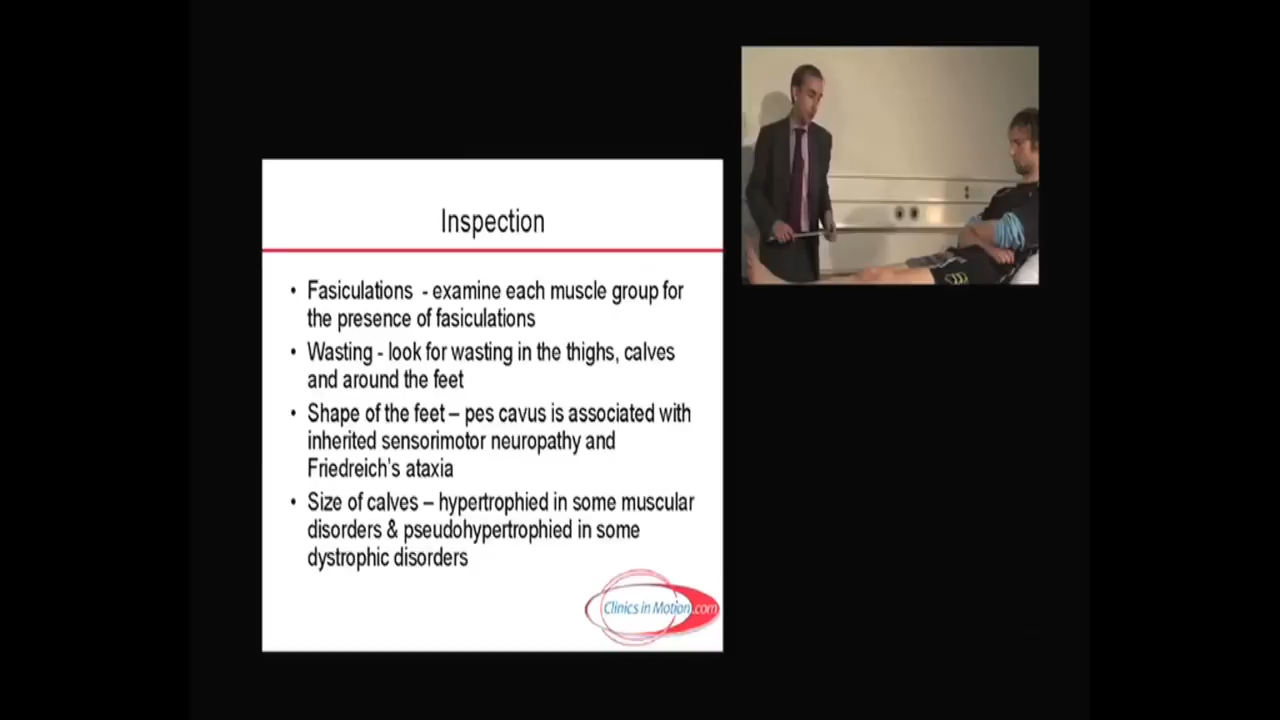 Inspection
• Fasiculations - examine each muscle group for
the presence of fasiculations
• Wasting - look for wasting in the thighs, calves
and around the feet
• Shape of the feet – pes cavus is associated with
inherited sensorimotor neuropathy and
Friedreich's ataxia
• Size of calves – hypertrophied in some muscular
disorders & pseudohypertrophied in some
dystrophic disorders
Clinics in Motion.com